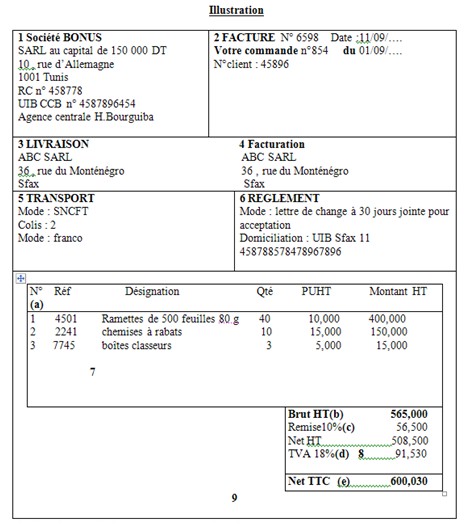 Illustration
1 Société BONUS
SARL au capital de 150 000 DT
10 , rue d'Allemagne
1001 Tunis
RC n° 458778
UIB CCB n° 4587896454
Agence centrale H.Bourguiba
2 FACTURE N° 6598 Date :11/09/….
Votre commande n°854 du 01/09/….
N°client : 45896
3 LIVRAISON
ABC SARL
36 , rue du Monténégro
Sfax
4 Facturation
ABC SARL
36 , rue du Monténégro
Sfax
5 TRANSPORT
Mode : SNCFT
Colis : 2
Mode : franco
6 REGLEMENT
Mode : lettre de change à 30 jours jointe pour
acceptation
Domiciliation : UIB Sfax 11
458788578478967896
N° Réf Désignation Qté PUHT Montant HT
(a)
1 4501 Ramettes de 500 feuilles 80.g 40 10,000 400,000
2 2241 chemises à rabats 10 15,000 150,000
3 7745 boites classeurs 3 5,000 15,000
7
Brut HT(b) 565,000
Remise10%(c) 56,500
Net HT 508,500
TVA 18%(d) 8 91,530
Net TTC (e) 600,030
9